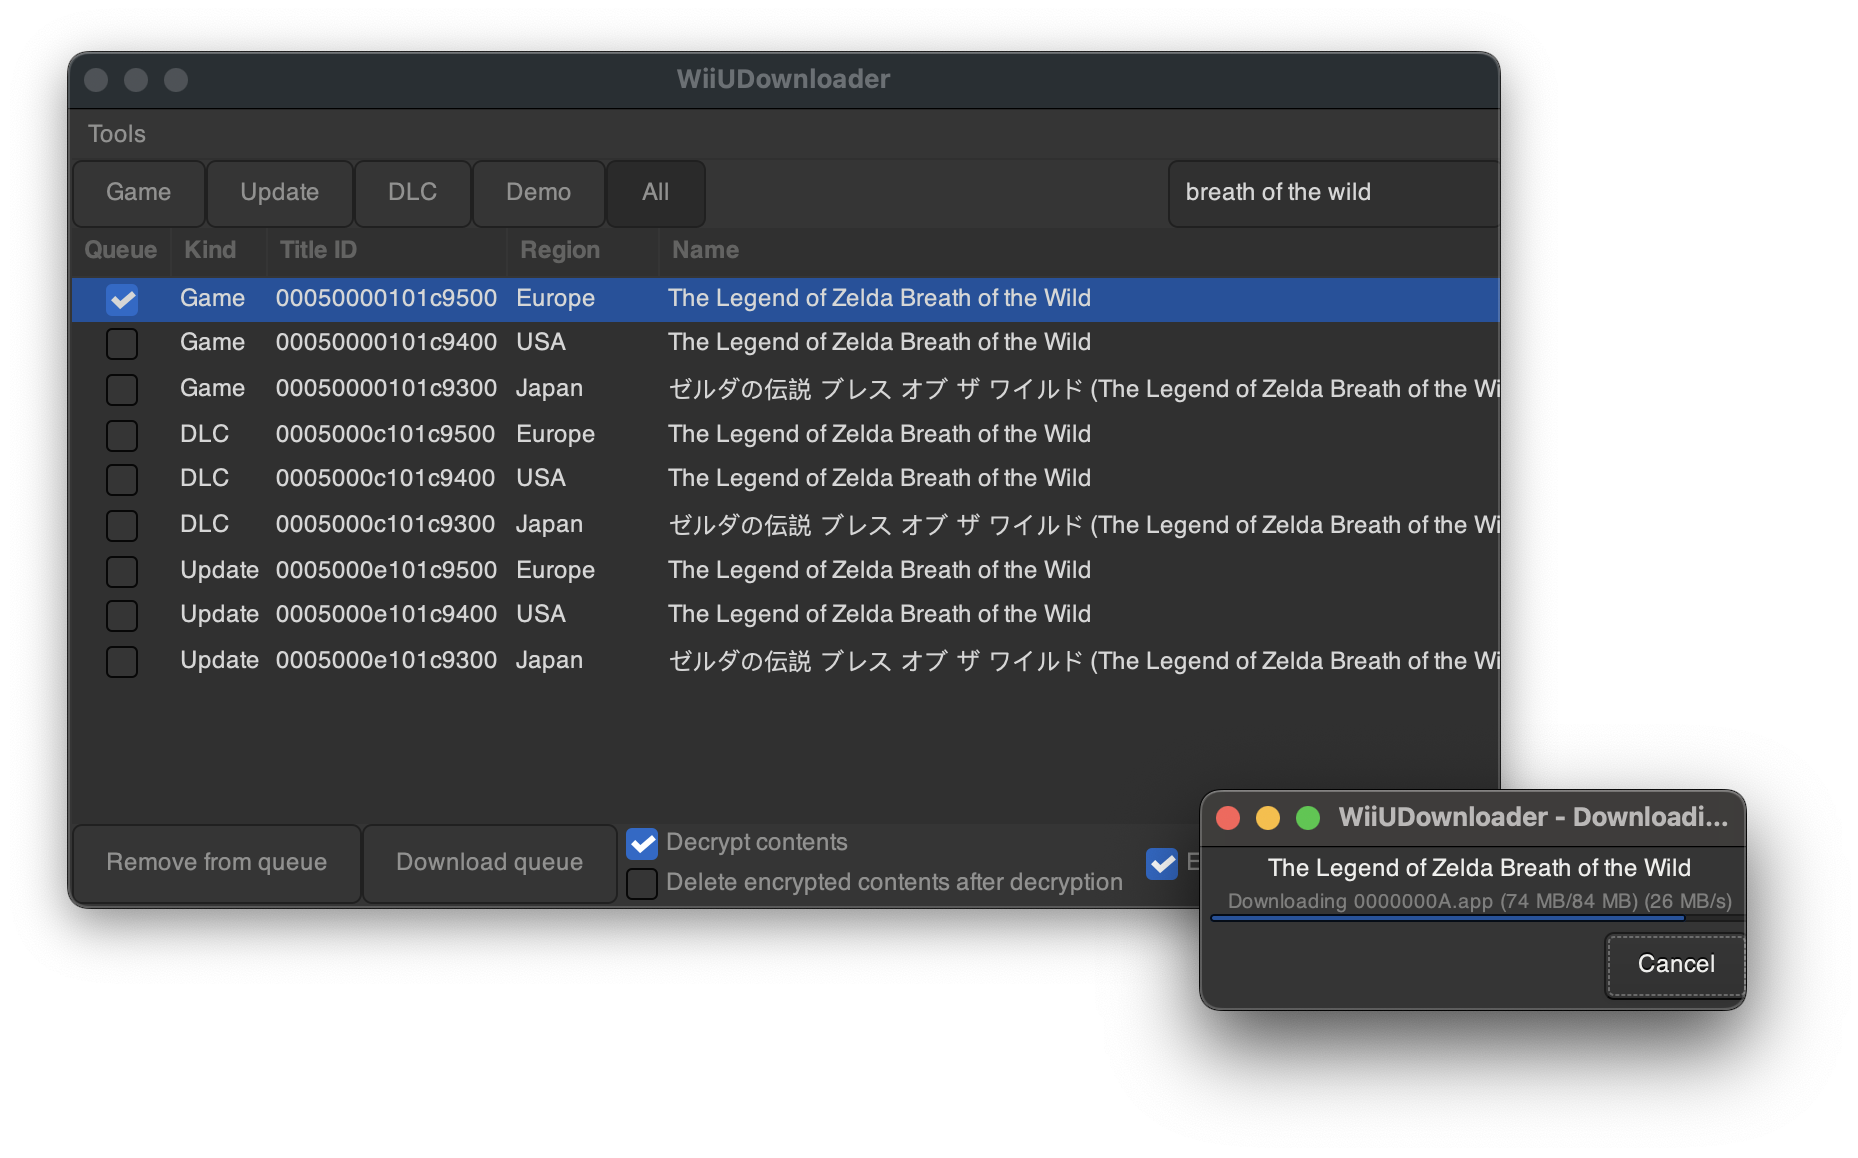 WiiUDownloader
Tools
Game Update DLC Demo All breath of the wild
Queue Kind Title ID Region Name
Game 00050000101c9500 Europe The Legend of Zelda Breath of the Wild
Game 00050000101c9400 USA The Legend of Zelda Breath of the Wild
Game 00050000101c9300 Japan ゼルダの伝説 ブレス オブ ザ ワイルド (The Legend of Zelda Breath of the Wi
DLC 0005000c101c9500 Europe The Legend of Zelda Breath of the Wild
DLC 0005000c101c9400 USA The Legend of Zelda Breath of the Wild
DLC 0005000c101c9300 Japan ゼルダの伝説 ブレス オブ ザ ワイルド (The Legend of Zelda Breath of the Wi
Update 0005000e101c9500 Europe The Legend of Zelda Breath of the Wild
Update 0005000e101c9400 USA The Legend of Zelda Breath of the Wild
Update 0005000e101c9300 Japan ゼルダの伝説 ブレス オブ ザ ワイルド (The Legend of Zelda Breath of the Wi
Remove from queue Download queue
Decrypt contents
Delete encrypted contents after decryption
WiiUDownloader - Downloadi...
The Legend of Zelda Breath of the Wild
Downloading 0000000A.app (74 MB/84 MB) (26 MB/s)
Cancel